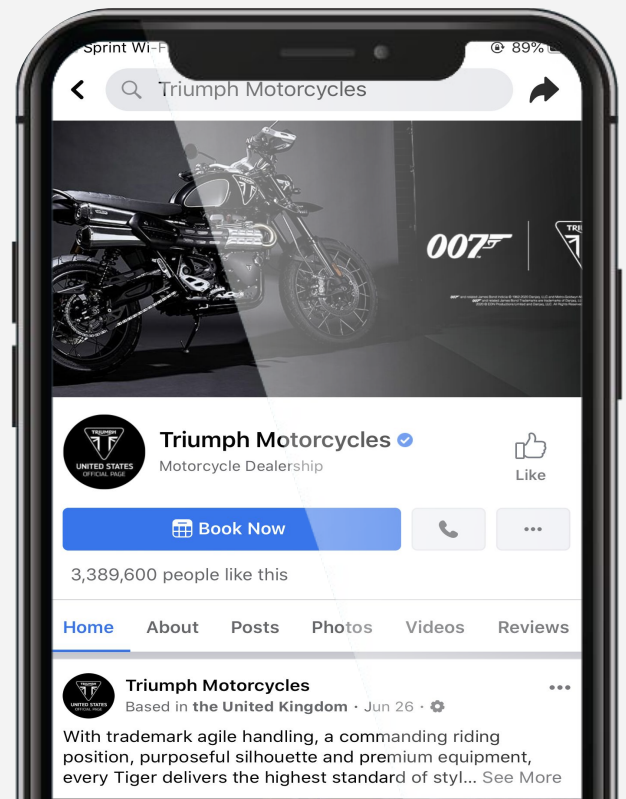 Sprint Wi-F
89%
Triumph Motorcycles
007
TRIUMPH
UNITED STATES
OFFICIAL PAGE
Triumph Motorcycles
Motorcycle Dealership
Like
Book Now
3,389,600 people like this
Home About Posts Photos Videos Reviews
TRIUMPH
UNITED STATES
OFFICIAL PAGE
Triumph Motorcycles
Based in the United Kingdom · Jun 26 ·
With trademark agile handling, a commanding riding
position, purposeful silhouette and premium equipment,
every Tiger delivers the highest standard of styl... See More